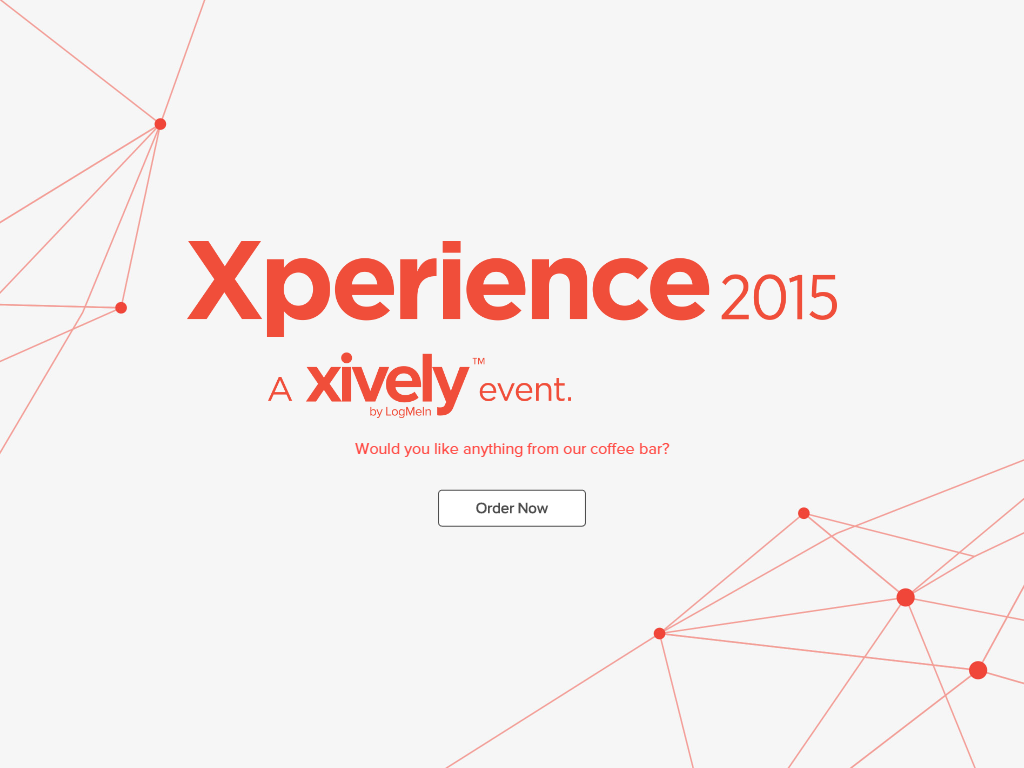 Xperience 2015
A xively™ event.
by LogMeIn
Would you like anything from our coffee bar?
Order Now